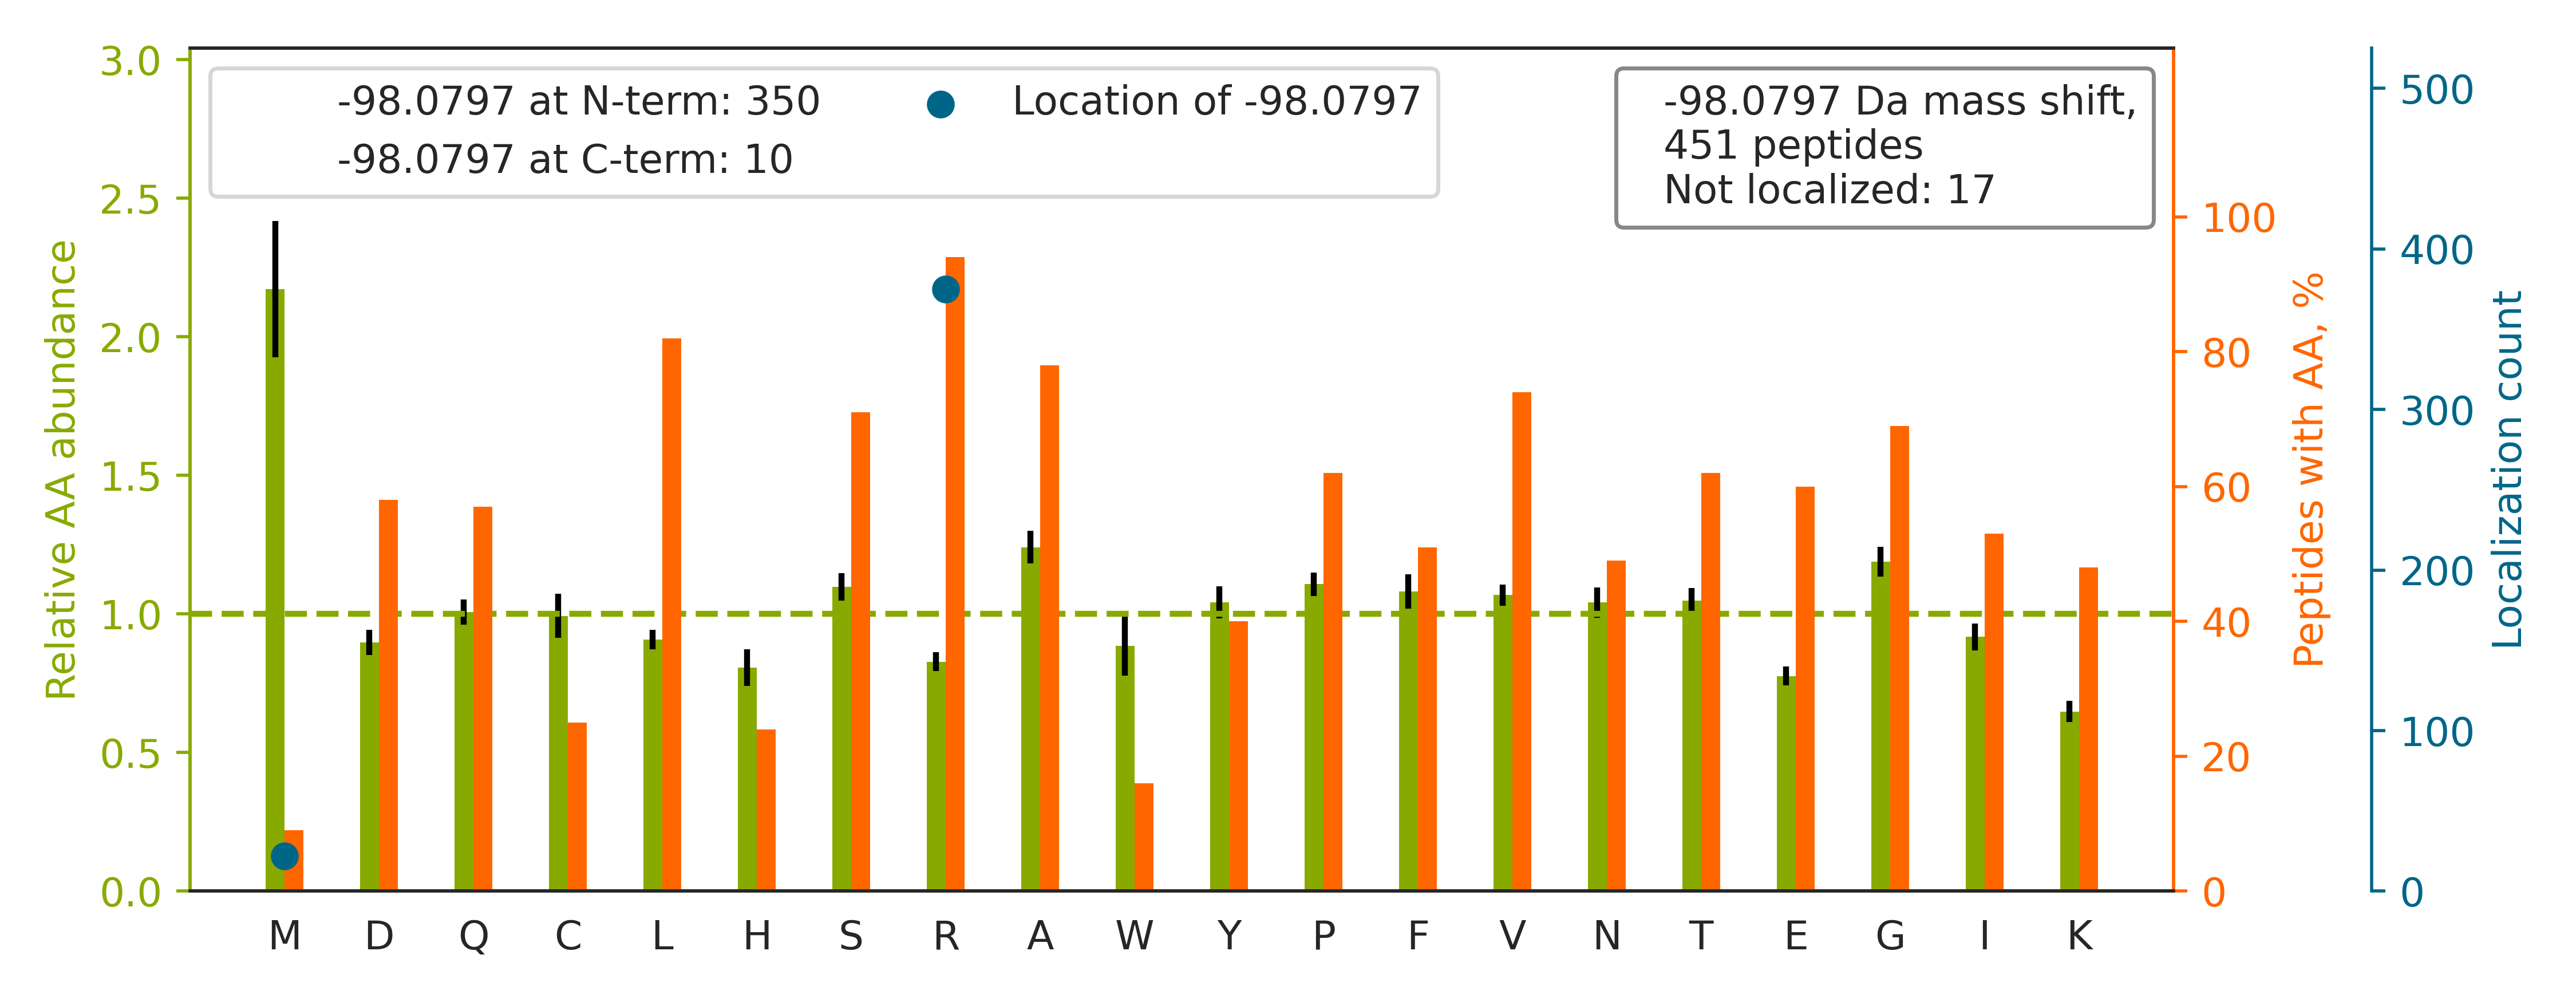 3.0
2.5
2.0
1.5
1.0
0.5
0.0
Relative AA abundance
-98.0797 at N-term: 350
-98.0797 at C-term: 10
Location of -98.0797
-98.0797 Da mass shift,
451 peptides
Not localized: 17
100
80
60
40
20
0
Peptides with AA, %
500
400
300
200
100
0
Localization count
M D Q C L H S R A W Y P F V N T E G I K